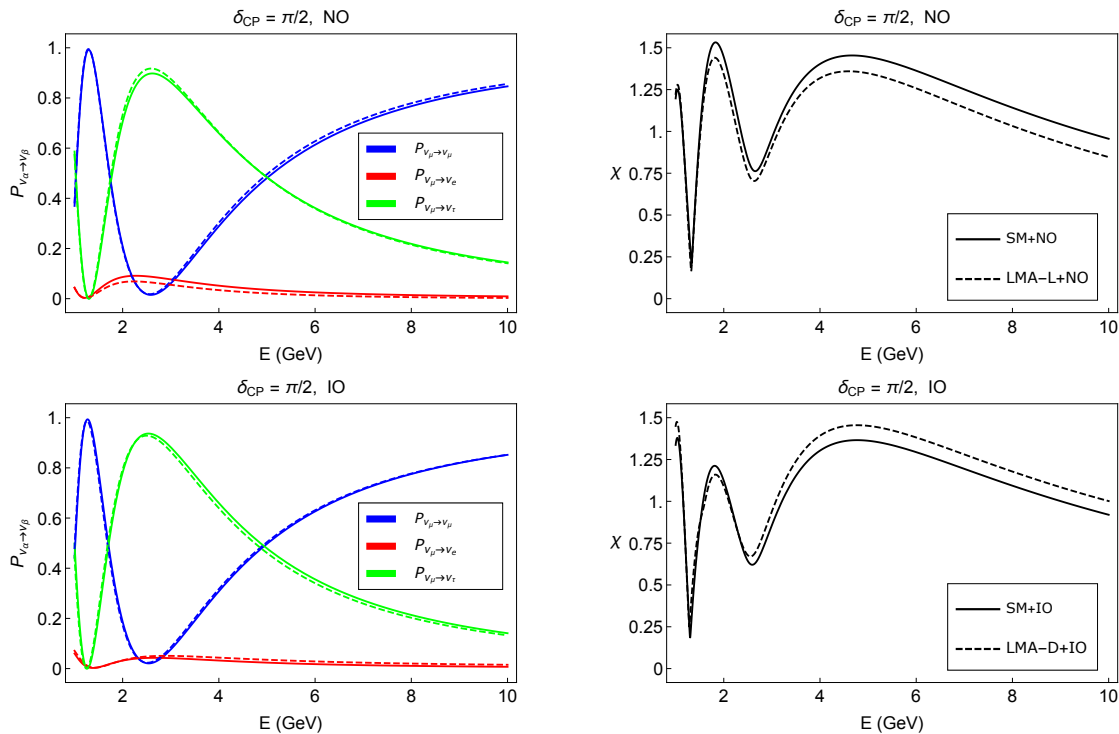 δCP = π/2, NO
1.
0.8
0.6
0.4
0.2
0
Pνα→νβ
Pνμ→νμ
Pνμ→νe
Pνμ→ντ
2 4 6 8 10
E (GeV)
δCP = π/2, NO
1.5
1.25
1.
0.75
0.5
0.25
0
χ
SM+NO
LMA-L+NO
2 4 6 8 10
E (GeV)
δCP = π/2, IO
1.
0.8
0.6
0.4
0.2
0
Pνα→νβ
Pνμ→νμ
Pνμ→νe
Pνμ→ντ
2 4 6 8 10
E (GeV)
δCP = π/2, IO
1.5
1.25
1.
0.75
0.5
0.25
0
χ
SM+IO
LMA-D+IO
2 4 6 8 10
E (GeV)